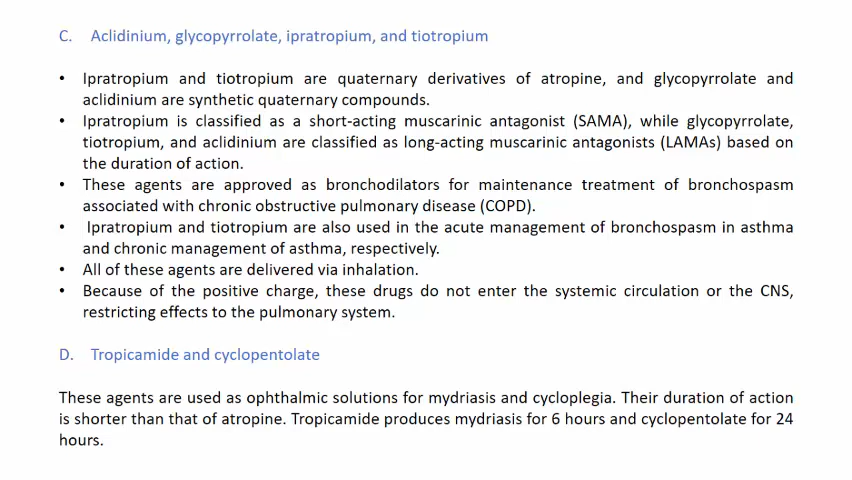 C. Aclidinium, glycopyrrolate, ipratropium, and tiotropium
• Ipratropium and tiotropium are quaternary derivatives of atropine, and glycopyrrolate and
aclidinium are synthetic quaternary compounds.
• Ipratropium is classified as a short-acting muscarinic antagonist (SAMA), while glycopyrrolate,
tiotropium, and aclidinium are classified as long-acting muscarinic antagonists (LAMAs) based on
the duration of action.
• These agents are approved as bronchodilators for maintenance treatment of bronchospasm
associated with chronic obstructive pulmonary disease (COPD).
• Ipratropium and tiotropium are also used in the acute management of bronchospasm in asthma
and chronic management of asthma, respectively.
• All of these agents are delivered via inhalation.
• Because of the positive charge, these drugs do not enter the systemic circulation or the CNS,
restricting effects to the pulmonary system.
D. Tropicamide and cyclopentolate
These agents are used as ophthalmic solutions for mydriasis and cycloplegia. Their duration of action
is shorter than that of atropine. Tropicamide produces mydriasis for 6 hours and cyclopentolate for 24
hours.